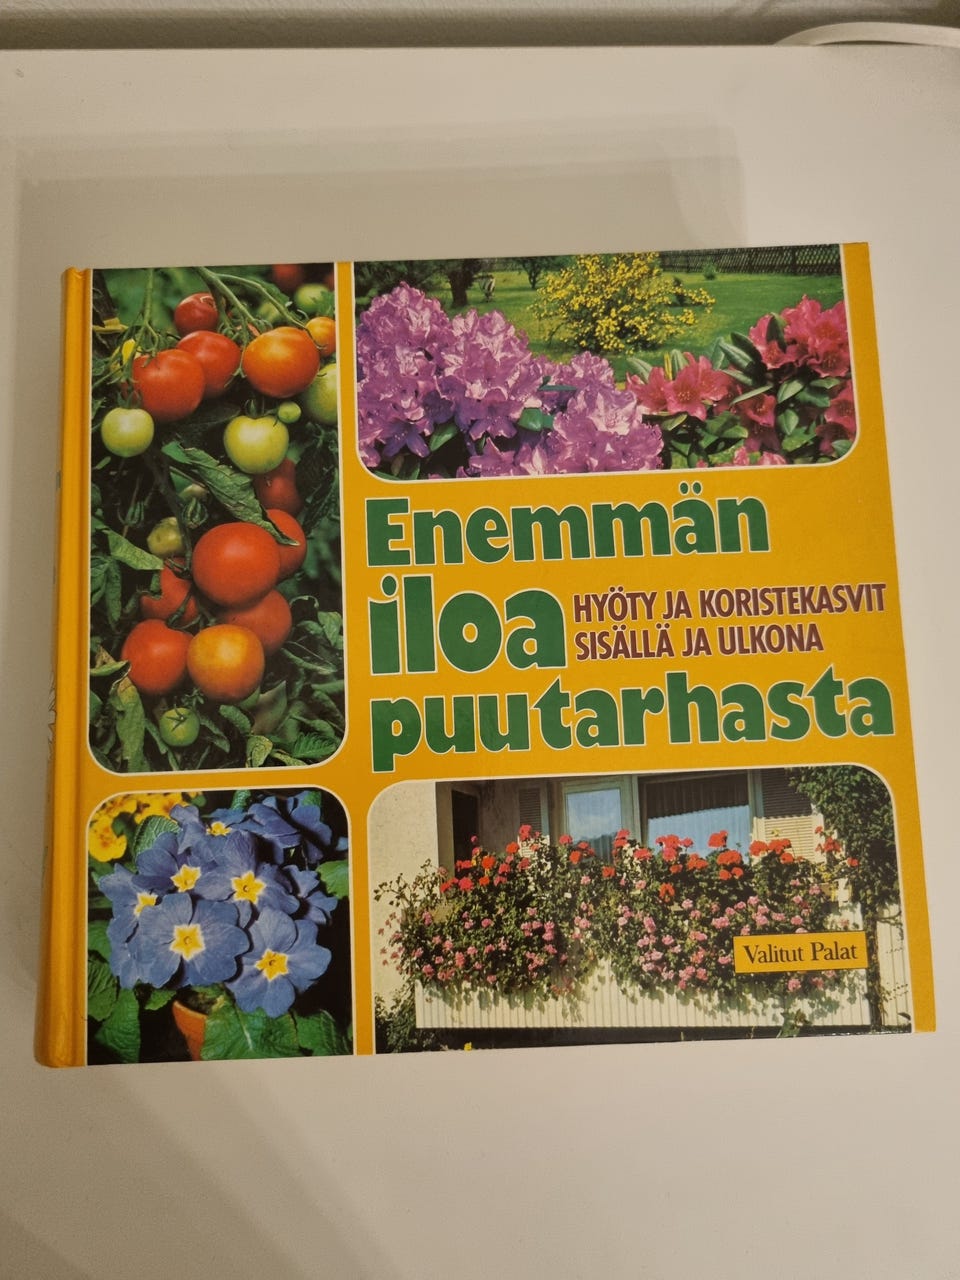 Enemmän
iloa
HYÖTY JA KORISTEKASVIT
SISÄLLÄ JA ULKONA
puutarhasta
Valitut Palat